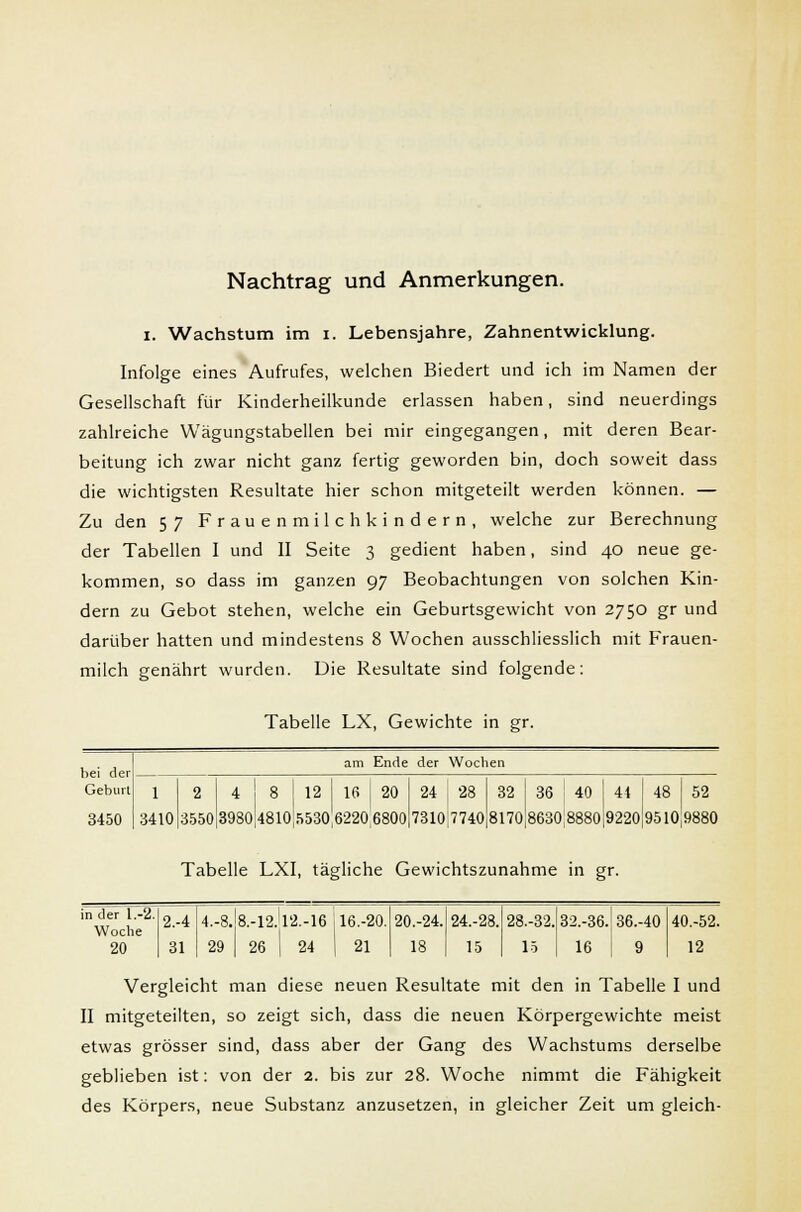 Nachtrag und Anmerkungen.
1. Wachstum im 1. Lebensjahre, Zahnentwicklung.
Infolge eines Aufrufes, welchen Biedert und ich im Namen der
Gesellschaft für Kinderheilkunde erlassen haben, sind neuerdings
zahlreiche Wägungstabellen bei mir eingegangen, mit deren Bear-
beitung ich zwar nicht ganz fertig geworden bin, doch soweit dass
die wichtigsten Resultate hier schon mitgeteilt werden können. —
Zu den 57 Frauenmilchkindern, welche zur Berechnung
der Tabellen I und II Seite 3 gedient haben, sind 40 neue ge-
kommen, so dass im ganzen 97 Beobachtungen von solchen Kin-
dern zu Gebot stehen, welche ein Geburtsgewicht von 2750 gr und
darüber hatten und mindestens 8 Wochen ausschliesslich mit Frauen-
milch genährt wurden. Die Resultate sind folgende:
Tabelle LX, Gewichte in gr.
bei der am Ende der Wochen
Geburt 1 2 4 8 12 16 20 24 28 32 36 40 44 48 52
3450 3410 3550 3980 4810 5530 6220 6800 7310 7740 8170 8630 8880 9220 9510 9880
Tabelle LXI, tägliche Gewichtszunahme in gr.
in der 1.-2. Woche 2.-4 4.-8. 8.-12. 12.-16 16.-20. 20.-24. 24.-28. 28.-32. 32.-36. 36.-40 40.-52.
20 31 29 26 24 21 18 15 15 16 9 12
Vergleicht man diese neuen Resultate mit den in Tabelle I und
II mitgeteilten, so zeigt sich, dass die neuen Körpergewichte meist
etwas grösser sind, dass aber der Gang des Wachstums derselbe
geblieben ist: von der 2. bis zur 28. Woche nimmt die Fähigkeit
des Körpers, neue Substanz anzusetzen, in gleicher Zeit um gleich-